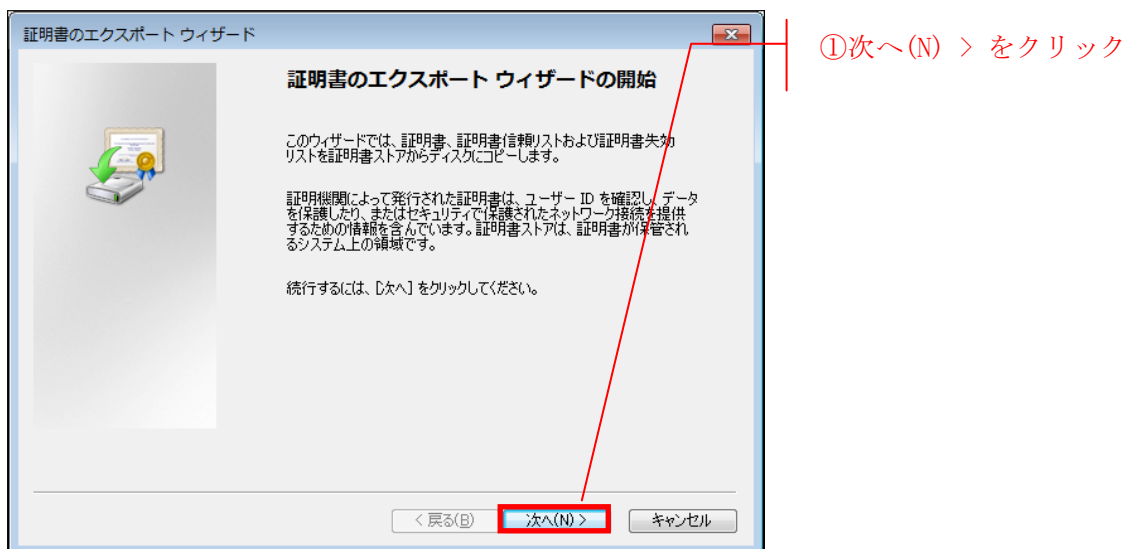 証明書のエクスポート ウィザード
①次へ(N) > をクリック
証明書のエクスポート ウィザードの開始
このウィザードでは、証明書、証明書信頼リストおよび証明書失効
リストを証明書ストアからディスクにコピーします。
証明機関によって発行された証明書は、ユーザー ID を確認し、データ
を保護したり、またはセキュリティで保護されたネットワーク接続を提供
するための情報を含んでいます。証明書ストアは、証明書が保管され
るシステム上の領域です。
続行するには、[次へ] をクリックしてください。
< 戻る(B) 次へ(N) > キャンセル